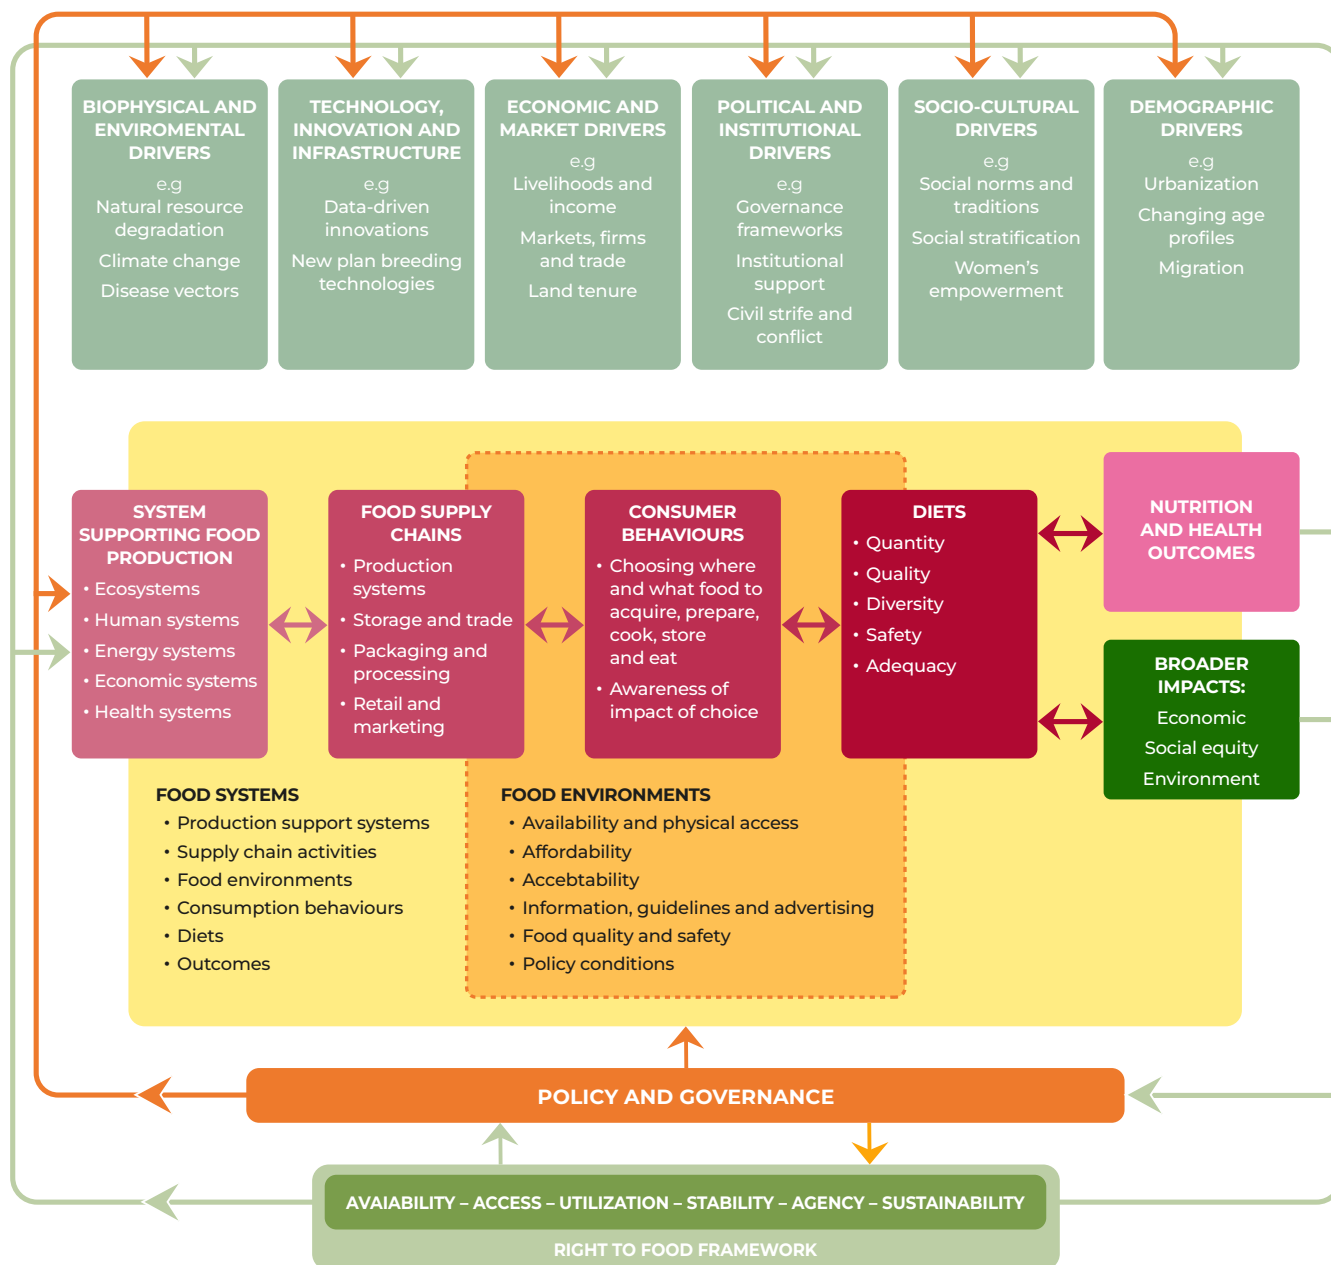 BIOPHYSICAL AND
ENVIROMENTAL
DRIVERS
e.g
Natural resource
degradation
Climate change
Disease vectors
TECHNOLOGY,
INNOVATION AND
INFRASTRUCTURE
e.g
Data-driven
innovations
New plan breeding
technologies
ECONOMIC AND
MARKET DRIVERS
e.g
Livelihoods and
income
Markets, firms
and trade
Land tenure
POLITICAL AND
INSTITUTIONAL
DRIVERS
e.g
Governance
frameworks
Institutional
support
Civil strife and
conflict
SOCIO-CULTURAL
DRIVERS
e.g
Social norms and
traditions
Social stratification
Women's
empowerment
DEMOGRAPHIC
DRIVERS
e.g
Urbanization
Changing age
profiles
Migration
SYSTEM
SUPPORTING FOOD
PRODUCTION
• Ecosystems
• Human systems
• Energy systems
• Economic systems
• Health systems
FOOD SUPPLY
CHAINS
• Production
systems
• Storage and trade
• Packaging and
processing
• Retail and
marketing
CONSUMER
BEHAVIOURS
• Choosing where
and what food to
acquire, prepare,
cook, store
and eat
• Awareness of
impact of choice
DIETS
• Quantity
• Quality
• Diversity
• Safety
• Adequacy
NUTRITION
AND HEALTH
OUTCOMES
BROADER
IMPACTS:
Economic
Social equity
Environment
FOOD SYSTEMS
• Production support systems
• Supply chain activities
• Food environments
• Consumption behaviours
• Diets
• Outcomes
FOOD ENVIRONMENTS
• Availability and physical access
• Affordability
• Accebtability
• Information, guidelines and advertising
• Food quality and safety
• Policy conditions
POLICY AND GOVERNANCE
AVAIABILITY – ACCESS – UTILIZATION – STABILITY – AGENCY – SUSTAINABILITY
RIGHT TO FOOD FRAMEWORK